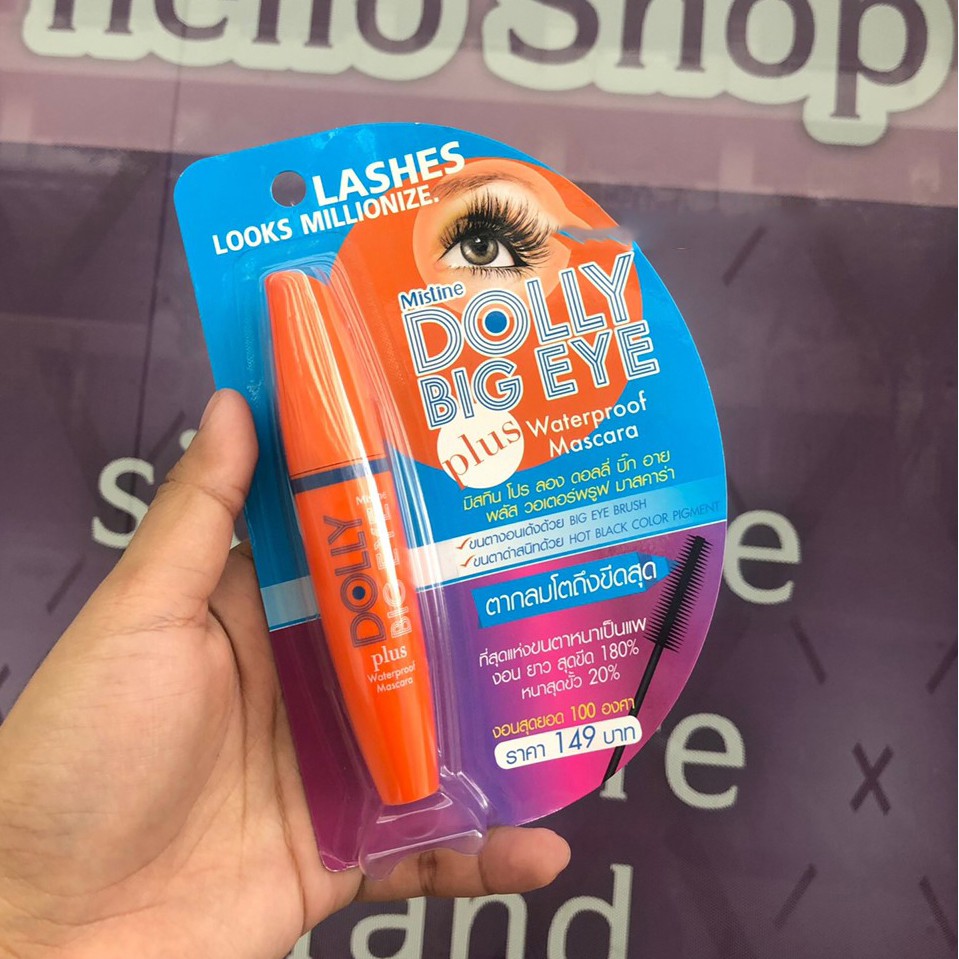 hello Shop
LASHES
LOOKS MILLIONIZE.
Mistine
DOLLY
BIG EYE
plus Waterproof
Mascara
มิสทิน โปร ลอง ดอลลี่ บิ๊ก อาย
พลัส วอเตอร์พรูฟ มาสคาร่า
✓ขนตางอนเด้งด้วย BIG EYE BRUSH
✓ขนตาดำสนิทด้วย HOT BLACK COLOR PIGMENT
ตากลมโตถึงขีดสุด
ที่สุดแห่งขนตาหนาเป็นแพ
งอน ยาว สุดขีด 180%
หนาสุดขั้ว 20%
งอนสุดยอด 100 องศา
ราคา 149 บาท
Mistine
DOLLY
BIG EYE
plus
Waterproof
Mascara